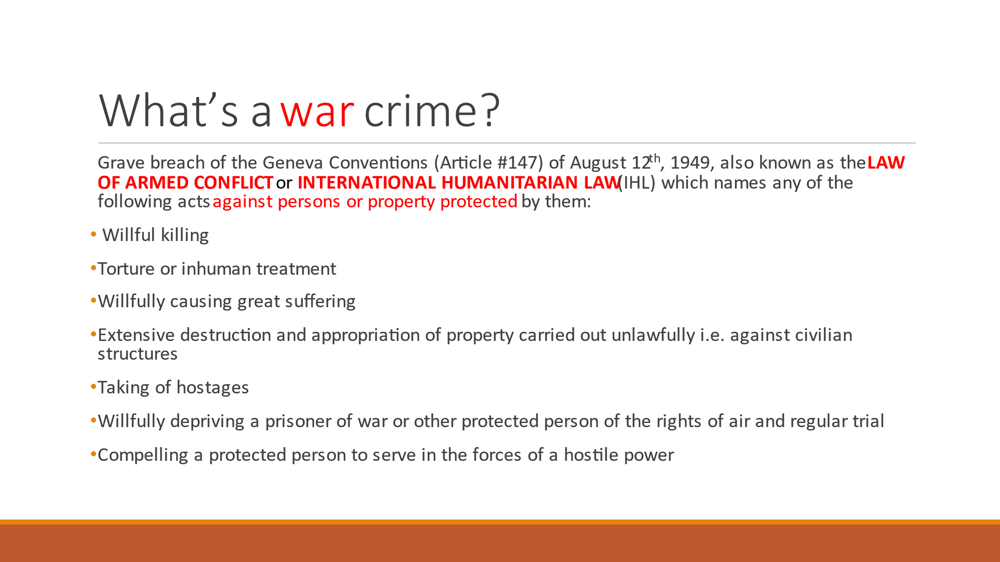 What’s a war crime?
Grave breach of the Geneva Conventions (Article #147) of August 12th, 1949, also known as the LAW
OF ARMED CONFLICT or INTERNATIONAL HUMANITARIAN LAW (IHL) which names any of the
following acts against persons or property protected by them:
• Willful killing
•Torture or inhuman treatment
•Willfully causing great suffering
•Extensive destruction and appropriation of property carried out unlawfully i.e. against civilian
structures
•Taking of hostages
•Willfully depriving a prisoner of war or other protected person of the rights of air and regular trial
•Compelling a protected person to serve in the forces of a hostile power